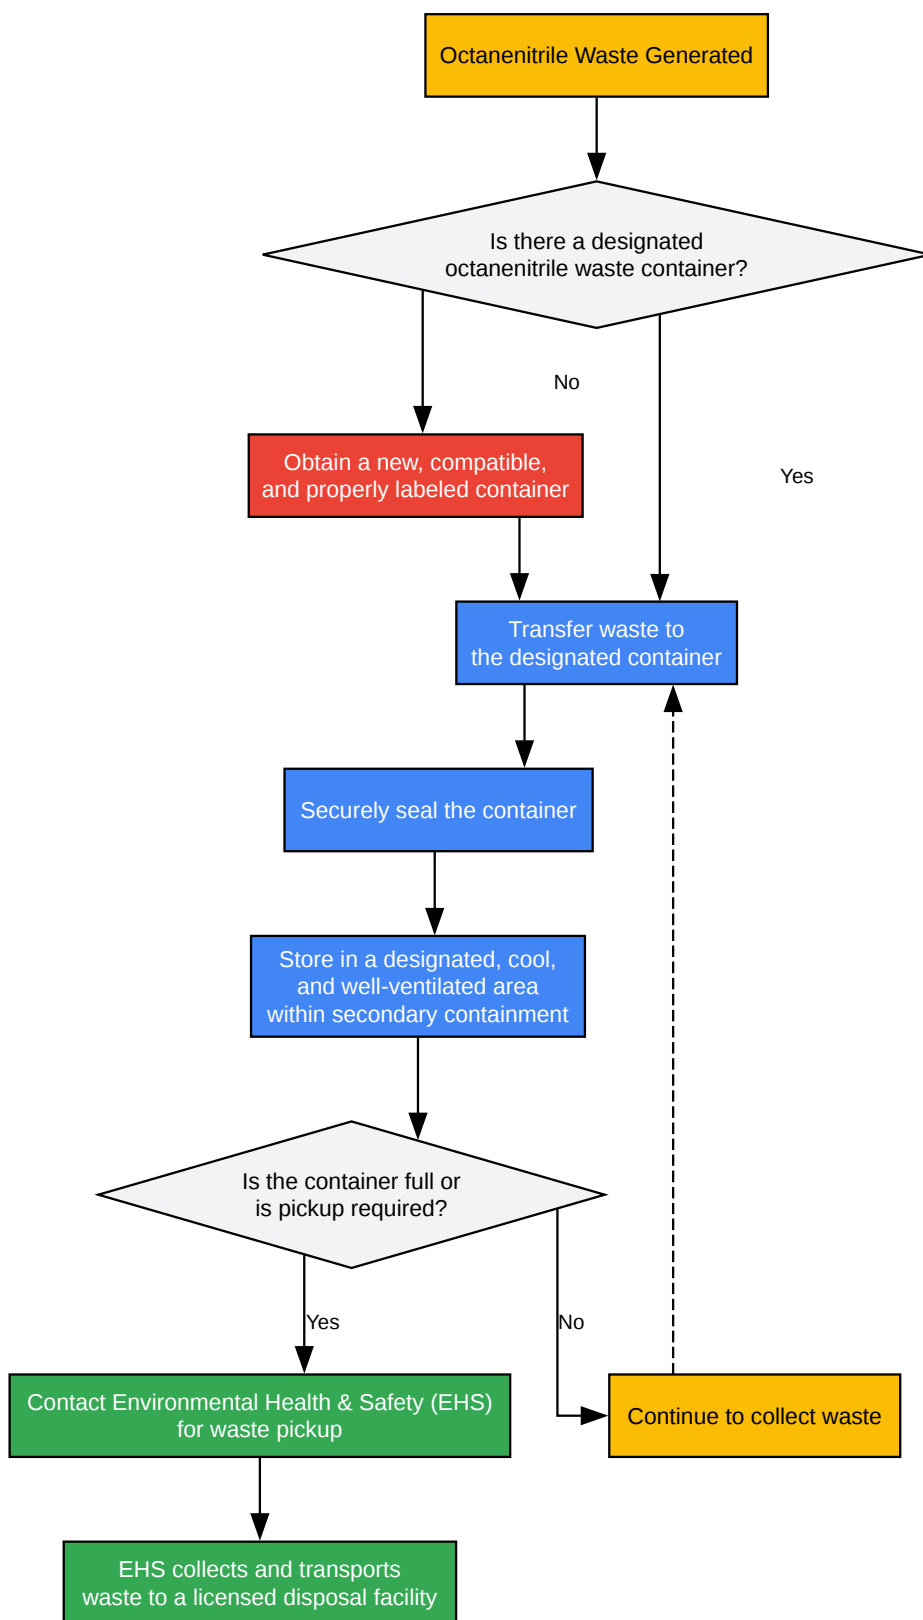 Octanenitrile Waste Generated
Is there a designated
octanenitrile waste container?
No
Obtain a new, compatible,
and properly labeled container
Yes
Transfer waste to
the designated container
Securely seal the container
Store in a designated, cool,
and well-ventilated area
within secondary containment
Is the container full or
is pickup required?
Yes
No
Contact Environmental Health & Safety (EHS)
for waste pickup
Continue to collect waste
EHS collects and transports
waste to a licensed disposal facility